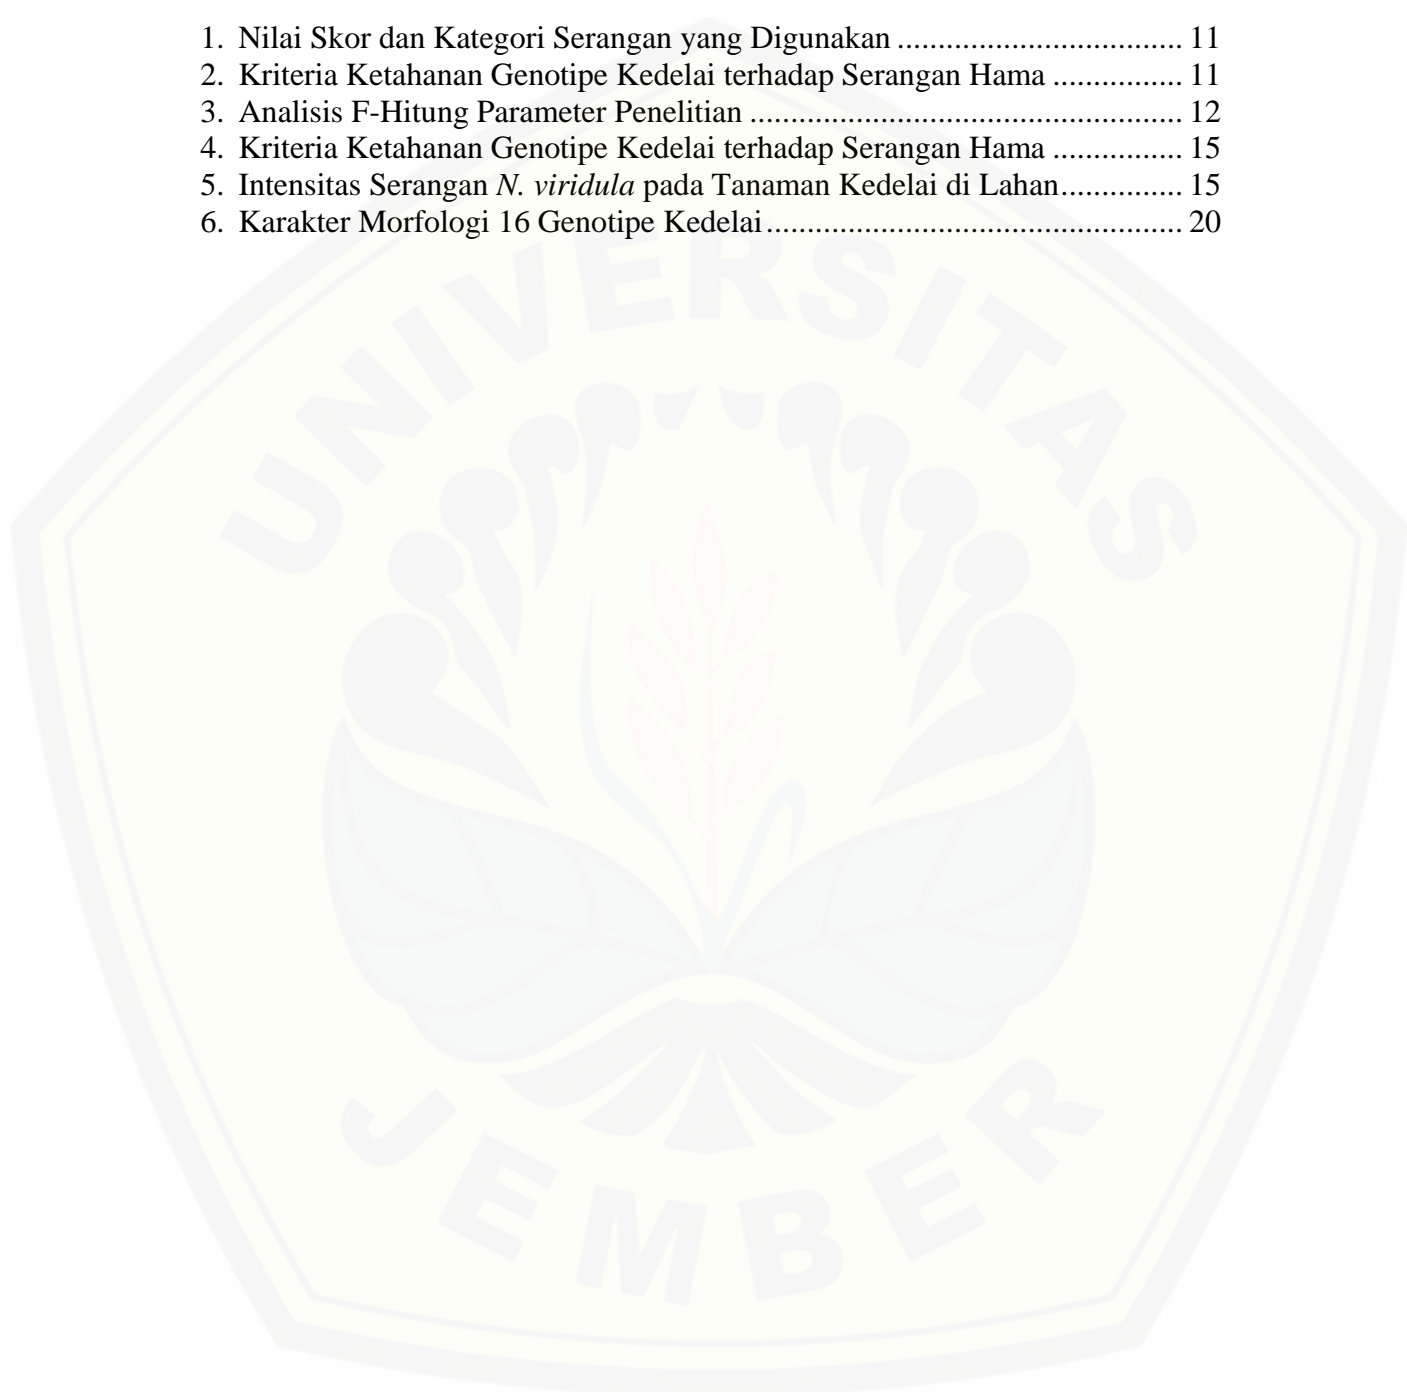 1. Nilai Skor dan Kategori Serangan yang Digunakan ................................... 11
2. Kriteria Ketahanan Genotipe Kedelai terhadap Serangan Hama ................ 11
3. Analisis F-Hitung Parameter Penelitian ..................................................... 12
4. Kriteria Ketahanan Genotipe Kedelai terhadap Serangan Hama ................ 15
5. Intensitas Serangan N. viridula pada Tanaman Kedelai di Lahan............... 15
6. Karakter Morfologi 16 Genotipe Kedelai................................................... 20
UNIVERSITAS
JEMBER